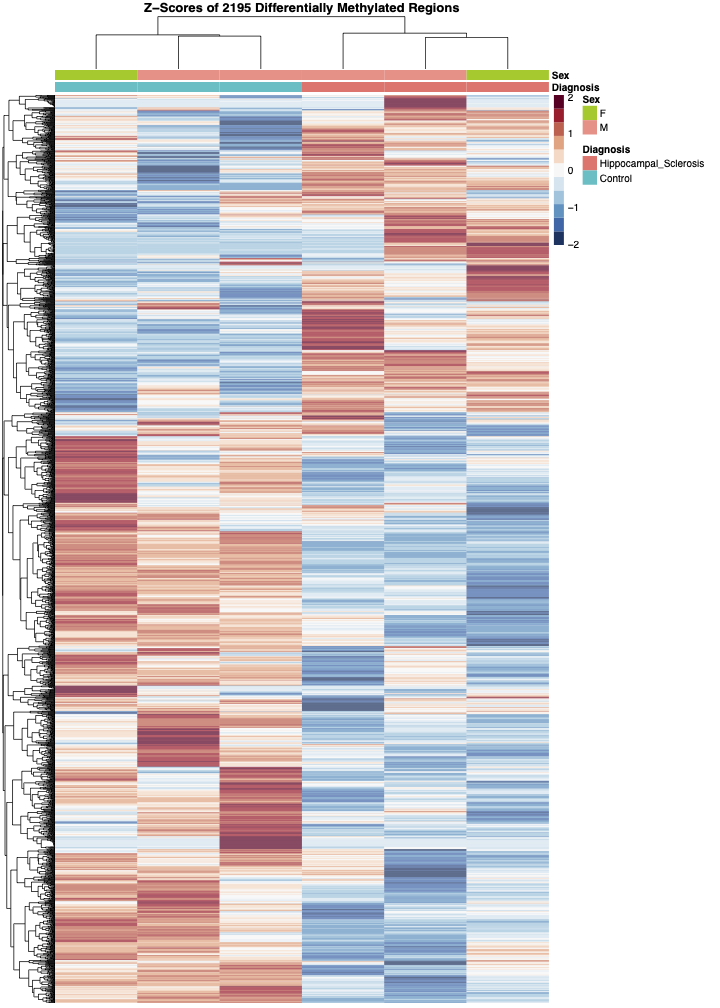 Z−Scores of 2195 Differentially Methylated Regions
Sex
Diagnosis
2
1
0
−1
−2
Sex
F
M
Diagnosis
Hippocampal_Sclerosis
Control